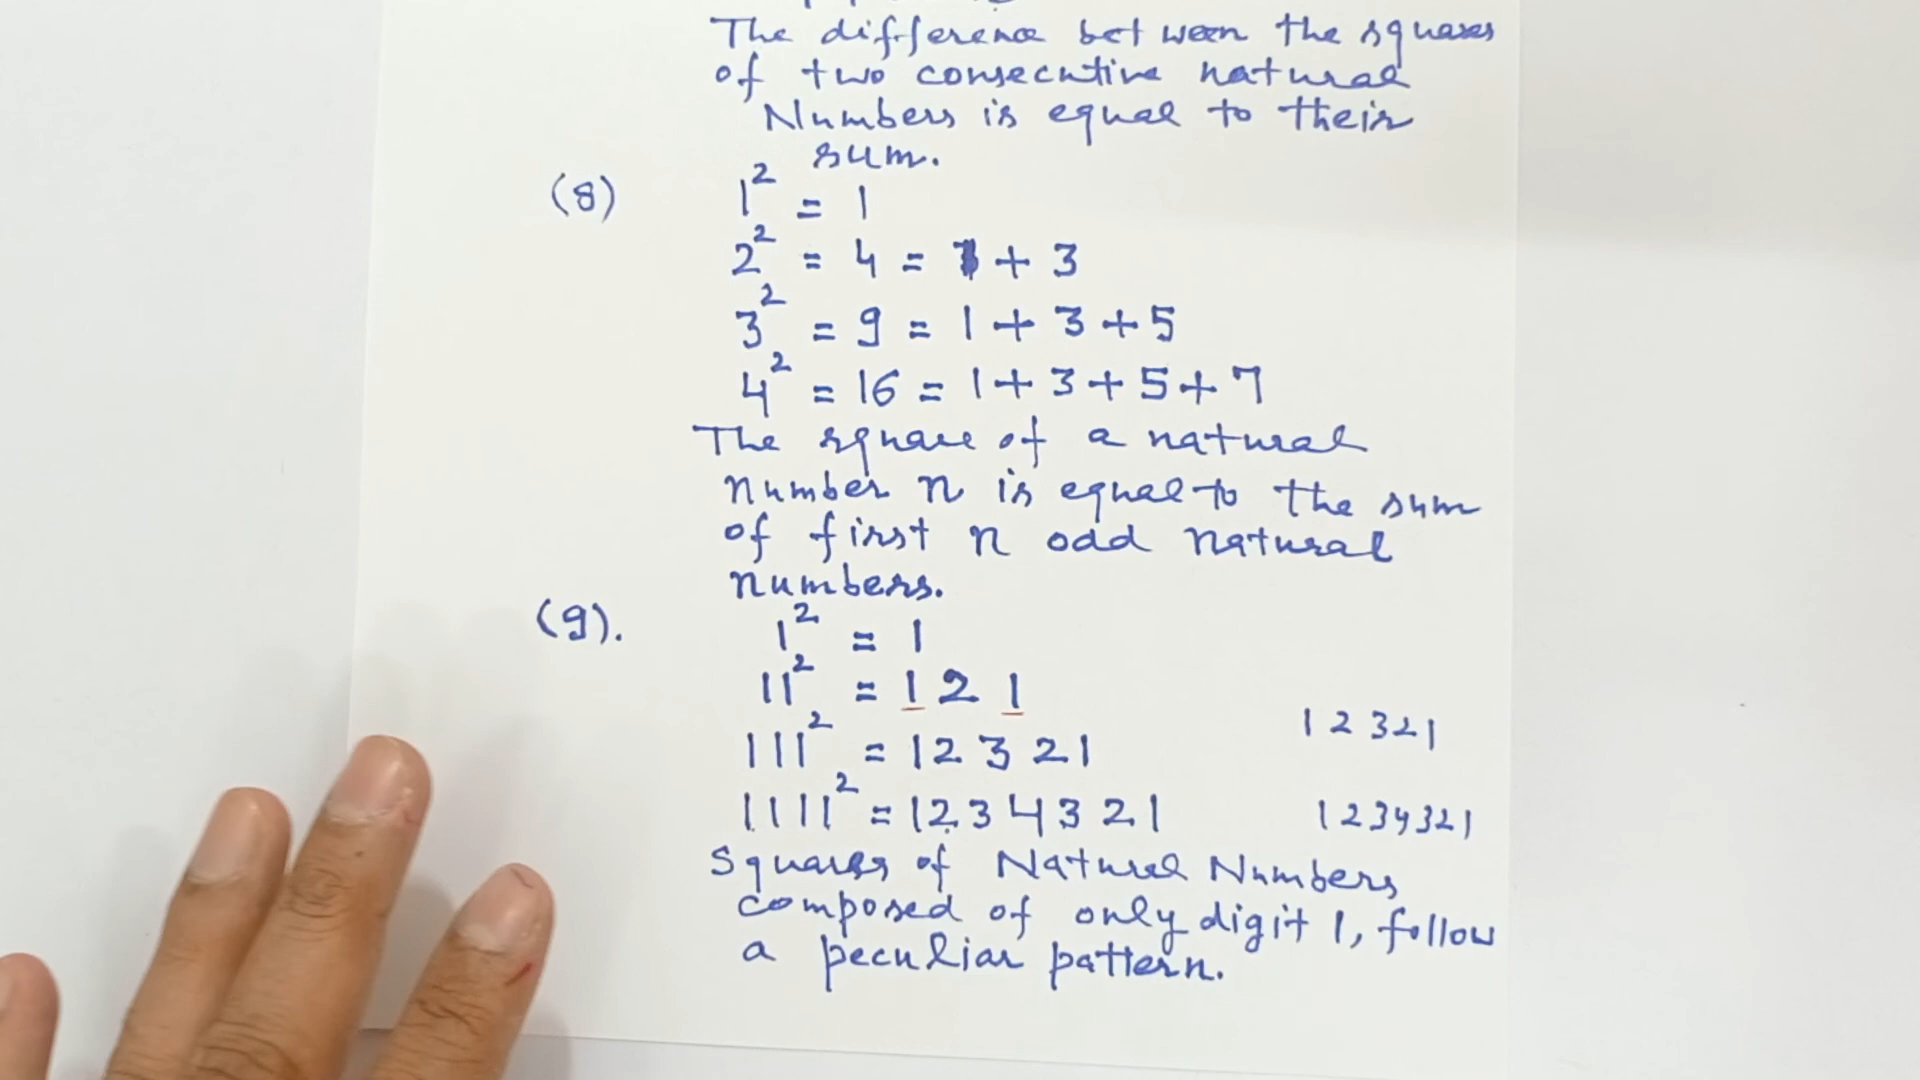 The difference between the squares
of two consecutive natural
Numbers is equal to their
sum.
(8) 1² = 1
2² = 4 = 1 + 3
3² = 9 = 1 + 3 + 5
4² = 16 = 1 + 3 + 5 + 7
The square of a natural
number n is equal to the sum
of first n odd natural
numbers.
(9). 1² = 1
11² = 121
111² = 12321
12321
1111² = 1234321
1234321
Squares of Natural Numbers
composed of only digit 1, follow
a peculiar pattern.